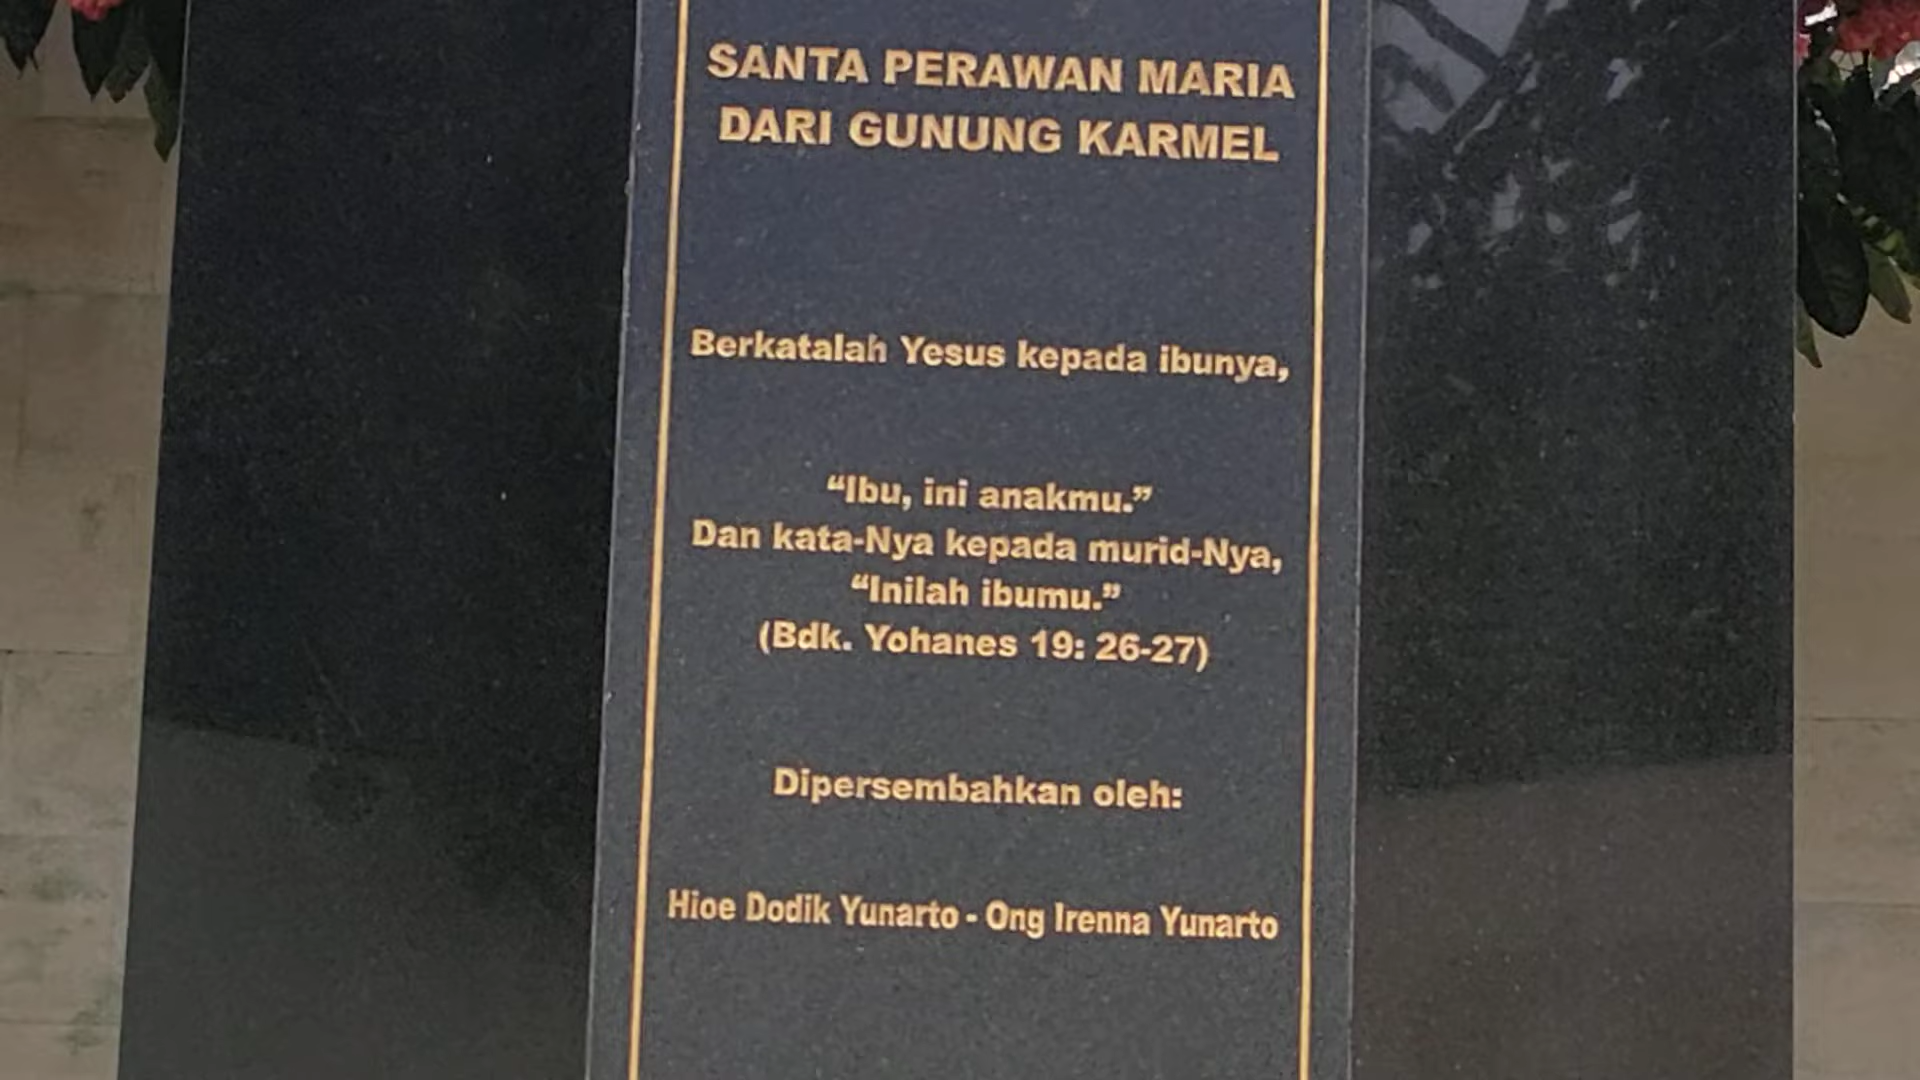 SANTA PERAWAN MARIA
DARI GUNUNG KARMEL
Berkatalah Yesus kepada ibunya,
“Ibu, ini anakmu.”
Dan kata-Nya kepada murid-Nya,
“Inilah ibumu.”
(Bdk. Yohanes 19: 26-27)
Dipersembahkan oleh:
Hioe Dodik Yunarto - Ong Irenna Yunarto